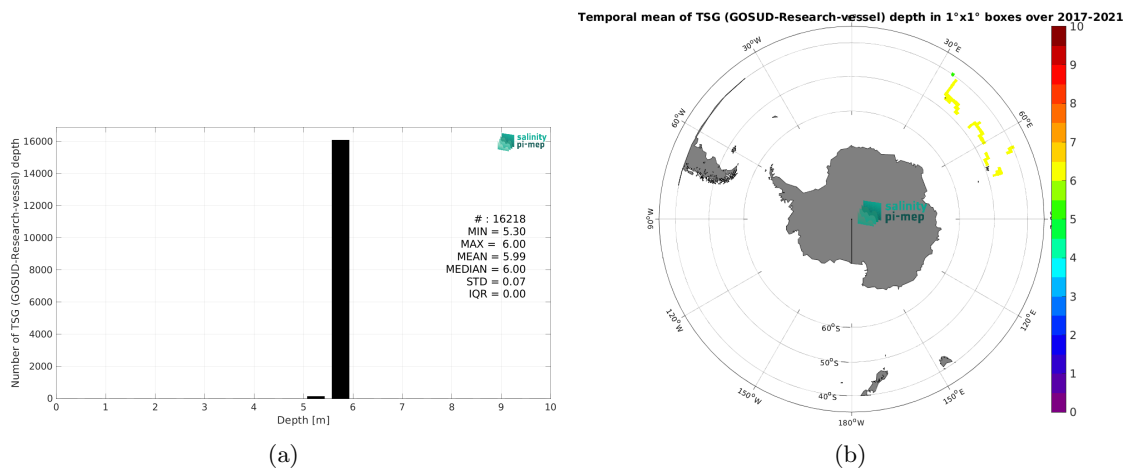 Temporal mean of TSG (GOSUD-Research-vessel) depth in 1°x1° boxes over 2017-2021
Number of TSG (GOSUD-Research-vessel) depth
16000
14000
12000
10000
8000
6000
4000
2000
0
salinity
pi-mep
# : 16218
MIN = 5.30
MAX = 6.00
MEAN = 5.99
MEDIAN = 6.00
STD = 0.07
IQR = 0.00
0 1 2 3 4 5 6 7 8 9 10
Depth [m]
(a)
30°W
30°E
60°W
60°E
90°W
salinity
pi-mep
120°W
120°E
60°S
50°S
40°S
150°W
150°E
180°W
10
9
8
7
6
5
4
3
2
1
0
(b)